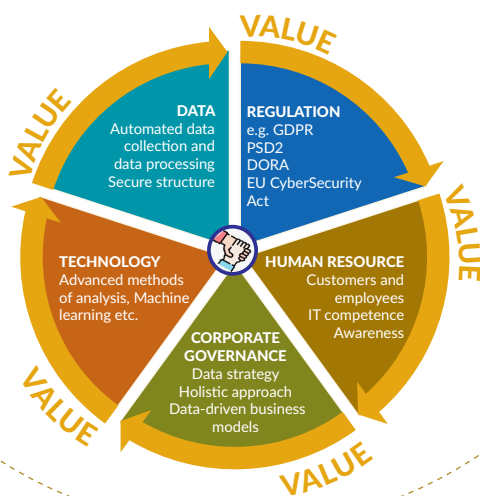 VALUE
VALUE
VALUE
VALUE
VALUE
DATA
Automated data
collection and
data processing
Secure structure
REGULATION
e.g. GDPR
PSD2
DORA
EU CyberSecurity
Act
HUMAN RESOURCE
Customers and
employees
IT competence
Awareness
CORPORATE
GOVERNANCE
Data strategy
Holistic approach
Data-driven business
models
TECHNOLOGY
Advanced methods
of analysis, Machine
learning etc.